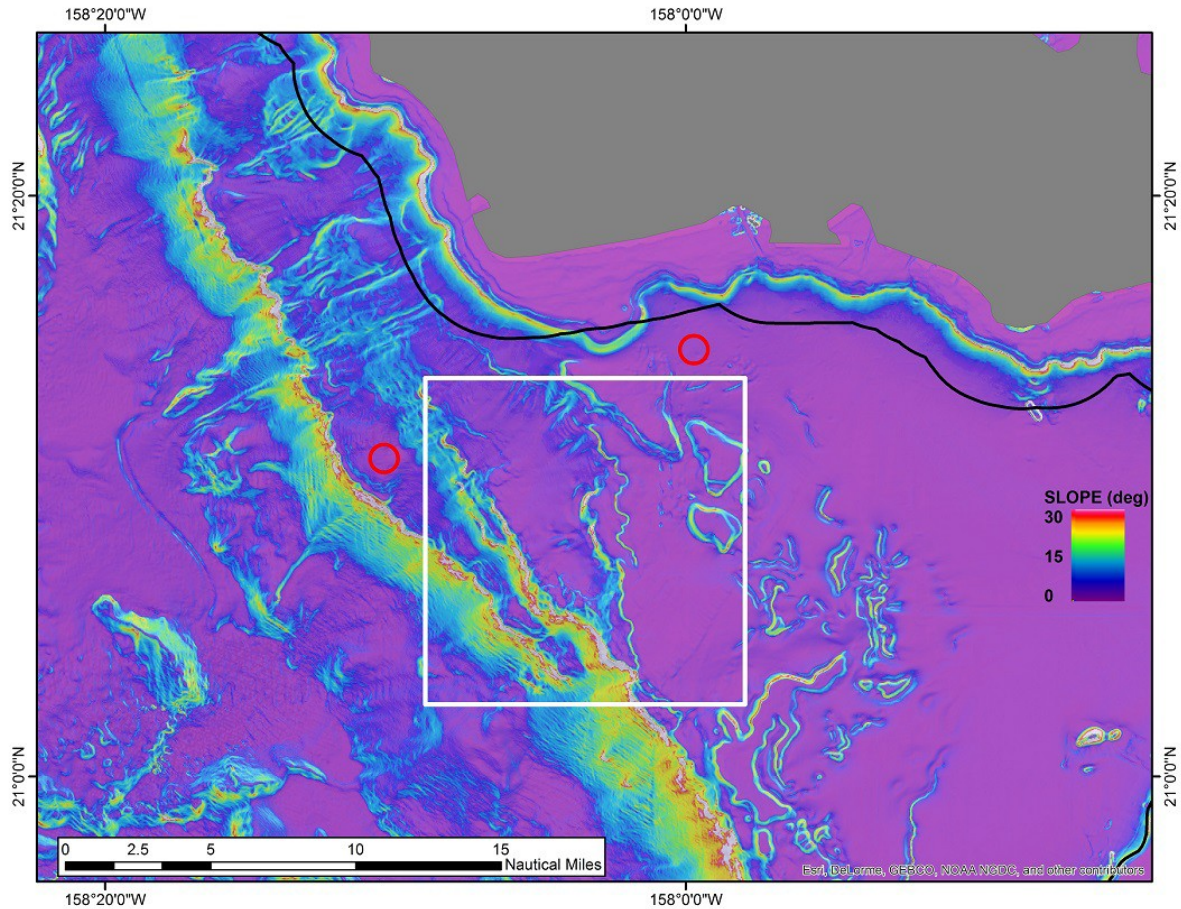 158°20'0"W
158°0'0"W
21°20'0"N
21°20'0"N
SLOPE (deg)
30
15
0
21°0'0"N
21°0'0"N
0
2.5
5
10
15
Nautical Miles
Esri, DeLorme, GEBCO, NOAA NGDC, and other contributors
158°20'0"W
158°0'0"W